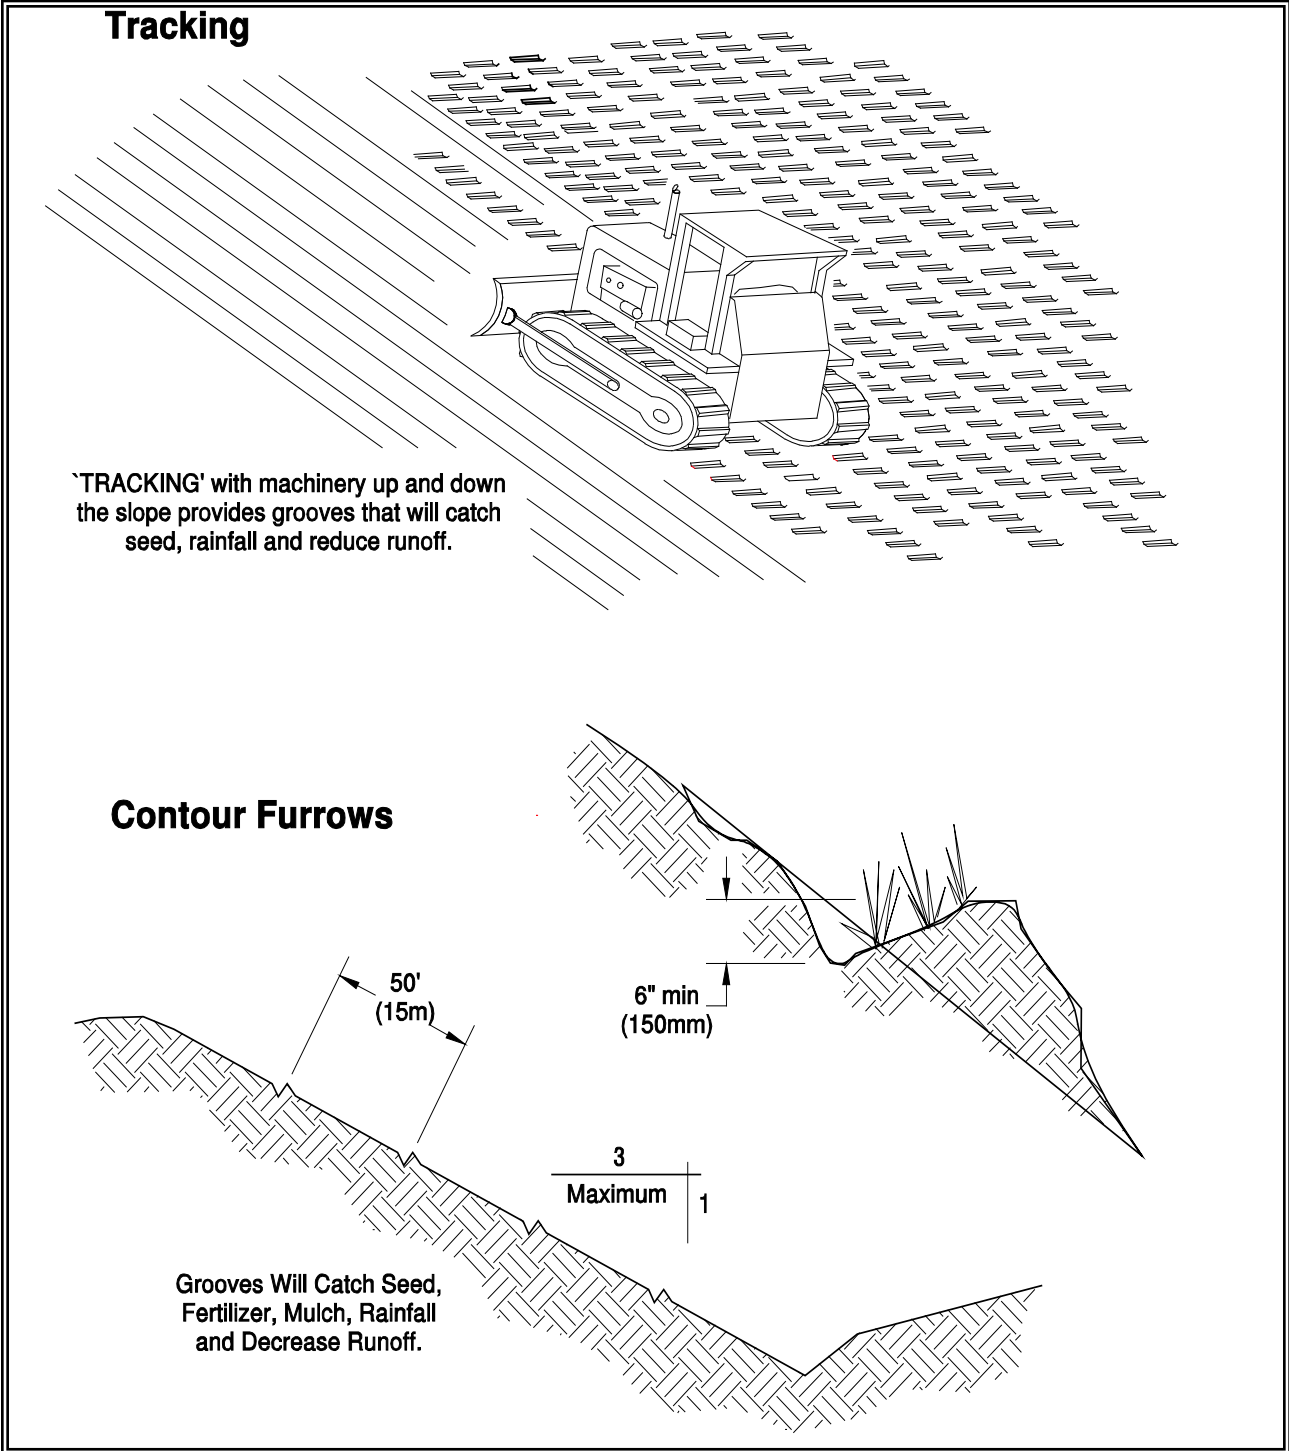 Tracking
`TRACKING' with machinery up and down
the slope provides grooves that will catch
seed, rainfall and reduce runoff.
Contour Furrows
50'
(15m)
6" min
(150mm)
3
Maximum
1
Grooves Will Catch Seed,
Fertilizer, Mulch, Rainfall
and Decrease Runoff.